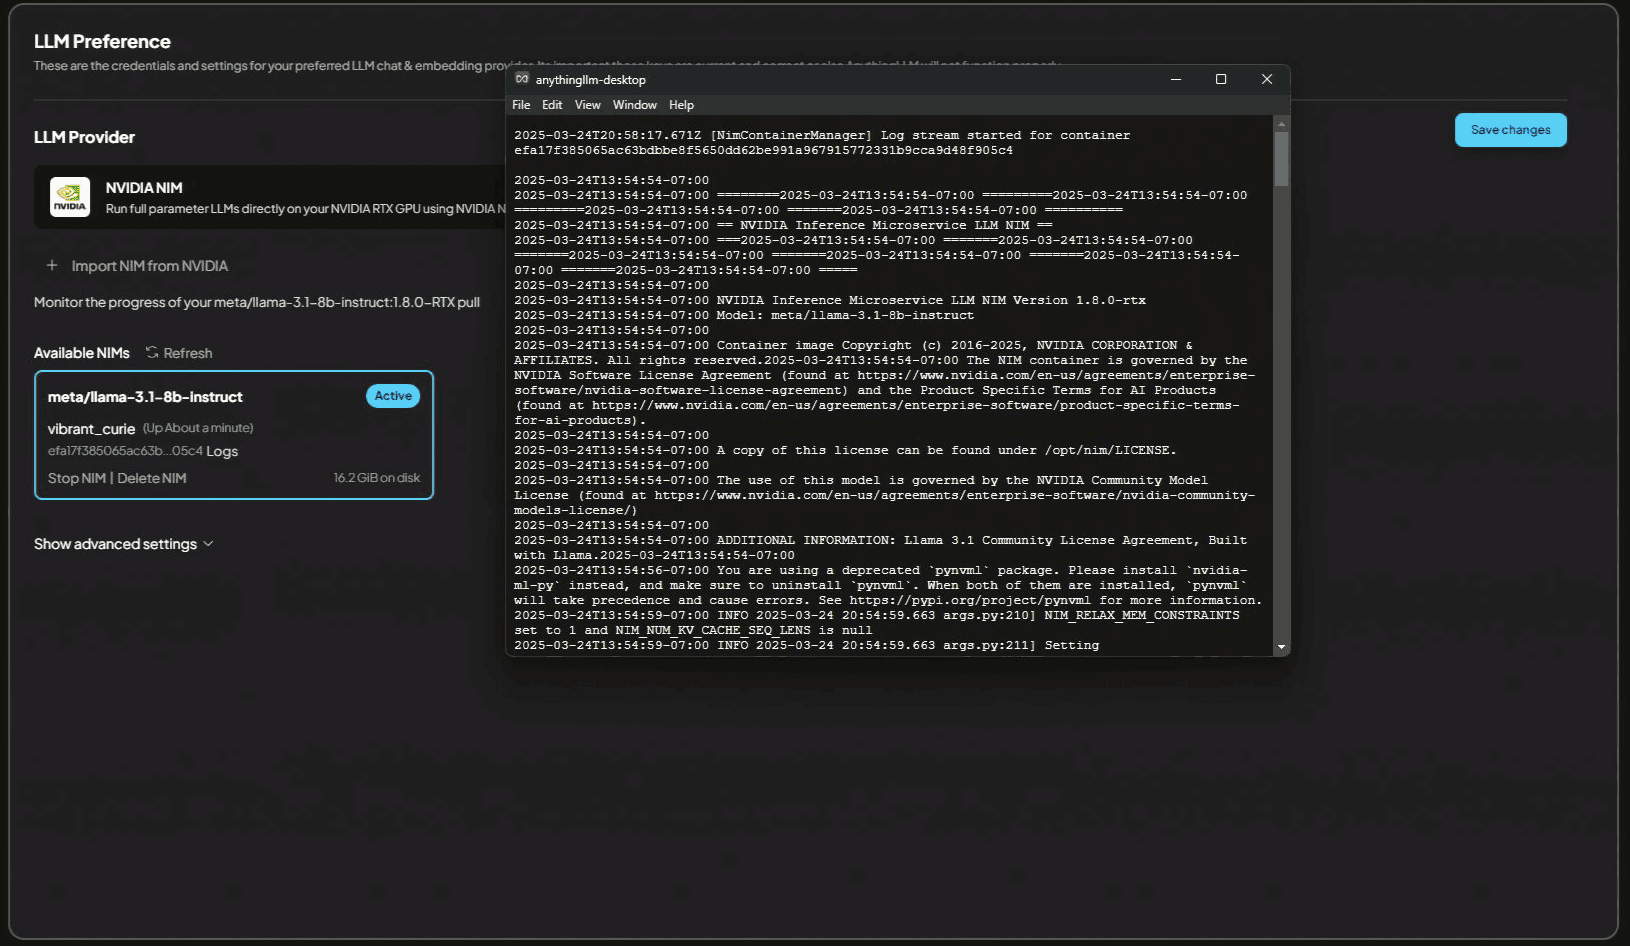 LLM Preference
These are the credentials and settings for your preferred LLM chat & embedding provider. Its important these keys are current and correct or else AnythingLLM will not function properly.
LLM Provider
Save changes
NVIDIA
NVIDIA NIM
Run full parameter LLMs directly on your NVIDIA RTX GPU using NVIDIA N
+ Import NIM from NVIDIA
Monitor the progress of your meta/llama-3.1-8b-instruct:1.8.0-RTX pull
Available NIMs Refresh
meta/llama-3.1-8b-instruct Active
vibrant_curie (Up About a minute)
efa17f385065ac63b...05c4 Logs
Stop NIM | Delete NIM 16.2 GiB on disk
Show advanced settings
anythingllm-desktop
File Edit View Window Help
2025-03-24T20:58:17.671Z [NimContainerManager] Log stream started for container
efa17f385065ac63bdbbe8f5650dd62be991a967915772331b9cca9d48f905c4
2025-03-24T13:54:54-07:00
2025-03-24T13:54:54-07:00 ========2025-03-24T13:54:54-07:00 =========2025-03-24T13:54:54-07:00
=========2025-03-24T13:54:54-07:00 =======2025-03-24T13:54:54-07:00 ==========
2025-03-24T13:54:54-07:00 == NVIDIA Inference Microservice LLM NIM ==
2025-03-24T13:54:54-07:00 ===2025-03-24T13:54:54-07:00 =======2025-03-24T13:54:54-07:00
=======2025-03-24T13:54:54-07:00 =======2025-03-24T13:54:54-07:00 =======2025-03-24T13:54:54-
07:00 =======2025-03-24T13:54:54-07:00 =====
2025-03-24T13:54:54-07:00
2025-03-24T13:54:54-07:00 NVIDIA Inference Microservice LLM NIM Version 1.8.0-rtx
2025-03-24T13:54:54-07:00 Model: meta/llama-3.1-8b-instruct
2025-03-24T13:54:54-07:00
2025-03-24T13:54:54-07:00 Container image Copyright (c) 2016-2025, NVIDIA CORPORATION &
AFFILIATES. All rights reserved.2025-03-24T13:54:54-07:00 The NIM container is governed by the
NVIDIA Software License Agreement (found at https://www.nvidia.com/en-us/agreements/enterprise-
software/nvidia-software-license-agreement) and the Product Specific Terms for AI Products
(found at https://www.nvidia.com/en-us/agreements/enterprise-software/product-specific-terms-
for-ai-products).
2025-03-24T13:54:54-07:00
2025-03-24T13:54:54-07:00 A copy of this license can be found under /opt/nim/LICENSE.
2025-03-24T13:54:54-07:00
2025-03-24T13:54:54-07:00 The use of this model is governed by the NVIDIA Community Model
License (found at https://www.nvidia.com/en-us/agreements/enterprise-software/nvidia-community-
models-license/)
2025-03-24T13:54:54-07:00
2025-03-24T13:54:54-07:00 ADDITIONAL INFORMATION: Llama 3.1 Community License Agreement, Built
with Llama.2025-03-24T13:54:54-07:00
2025-03-24T13:54:56-07:00 You are using a deprecated `pynvml` package. Please install `nvidia-
ml-py` instead, and make sure to uninstall `pynvml`. When both of them are installed, `pynvml`
will take precedence and cause errors. See https://pypi.org/project/pynvml for more information.
2025-03-24T13:54:59-07:00 INFO 2025-03-24 20:54:59.663 args.py:210] NIM_RELAX_MEM_CONSTRAINTS
set to 1 and NIM_NUM_KV_CACHE_SEQ_LENS is null
2025-03-24T13:54:59-07:00 INFO 2025-03-24 20:54:59.663 args.py:211] Setting